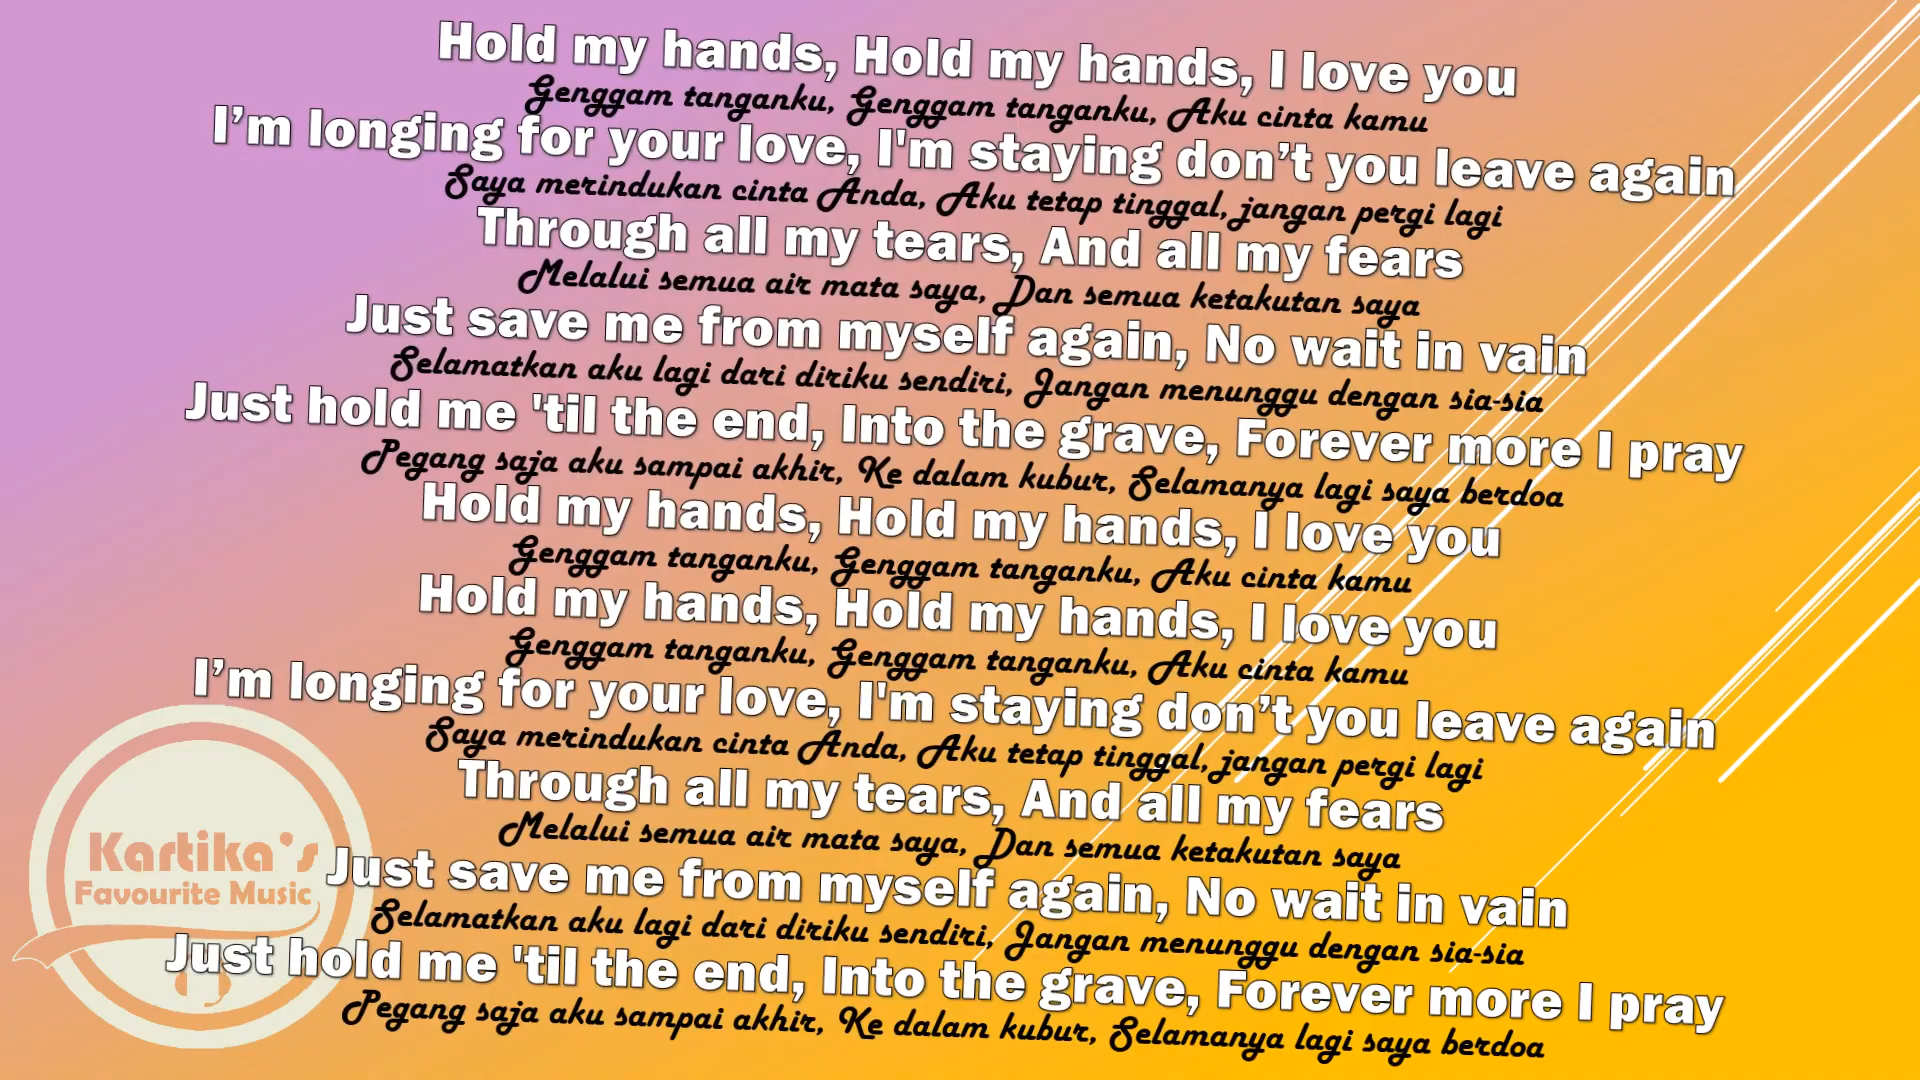 Hold my hands, Hold my hands, I love you
Genggam tanganku, Genggam tanganku, Aku cinta kamu
I’m longing for your love, I'm staying don’t you leave again
Saya merindukan cinta Anda, Aku tetap tinggal, jangan pergi lagi
Through all my tears, And all my fears
Melalui semua air mata saya, Dan semua ketakutan saya
Just save me from myself again, No wait in vain
Selamatkan aku lagi dari diriku sendiri, Jangan menunggu dengan sia-sia
Just hold me 'til the end, Into the grave, Forever more I pray
Pegang saja aku sampai akhir, Ke dalam kubur, Selamanya lagi saya berdoa
Hold my hands, Hold my hands, I love you
Genggam tanganku, Genggam tanganku, Aku cinta kamu
Hold my hands, Hold my hands, I love you
Genggam tanganku, Genggam tanganku, Aku cinta kamu
I’m longing for your love, I'm staying don’t you leave again
Saya merindukan cinta Anda, Aku tetap tinggal, jangan pergi lagi
Through all my tears, And all my fears
Melalui semua air mata saya, Dan semua ketakutan saya
Just save me from myself again, No wait in vain
Selamatkan aku lagi dari diriku sendiri, Jangan menunggu dengan sia-sia
Just hold me 'til the end, Into the grave, Forever more I pray
Pegang saja aku sampai akhir, Ke dalam kubur, Selamanya lagi saya berdoa
Kartika's
Favourite Music